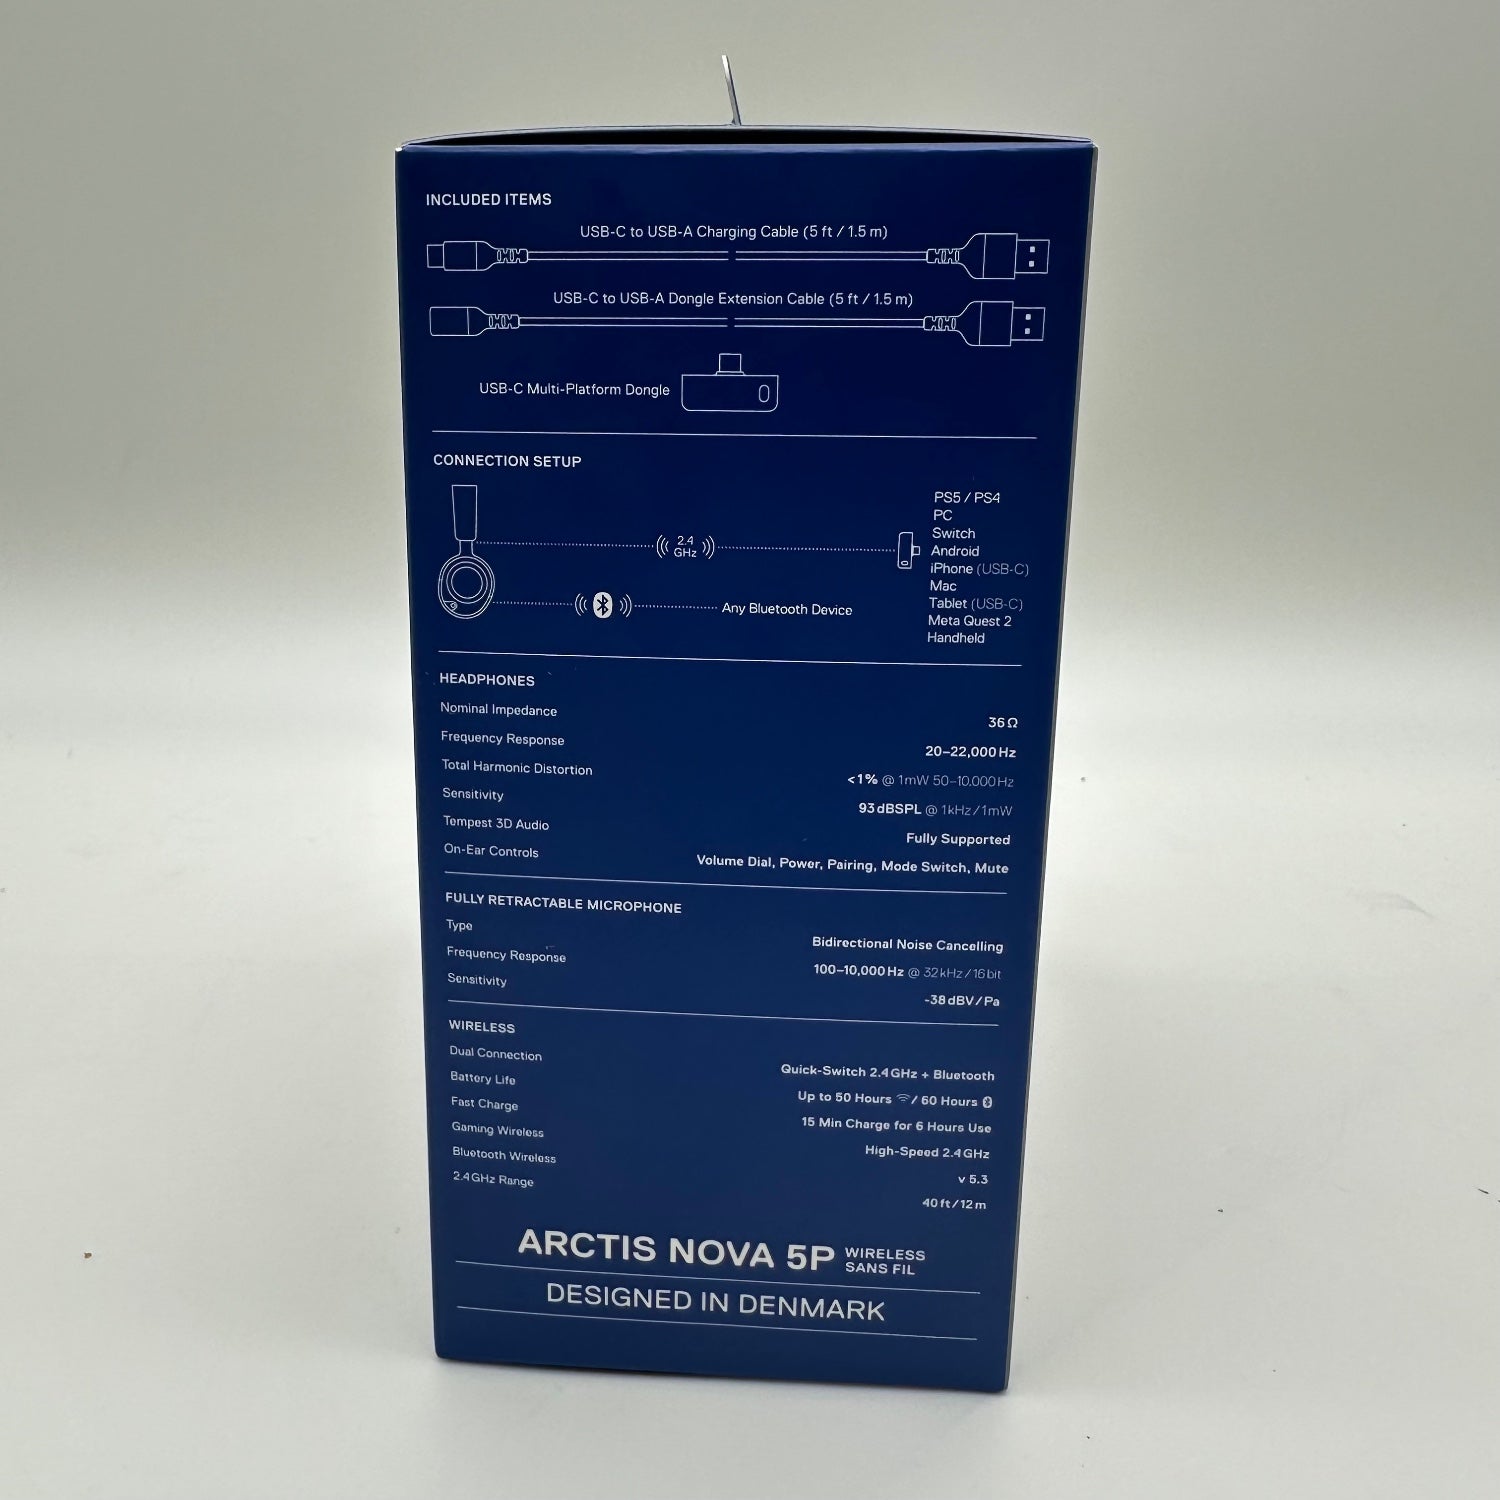 INCLUDED ITEMS
USB-C to USB-A Charging Cable (5 ft / 1.5 m)
USB-C to USB-A Dongle Extension Cable (5 ft / 1.5 m)
USB-C Multi-Platform Dongle
CONNECTION SETUP
2.4
GHz
Any Bluetooth Device
PS5 / PS4
PC
Switch
Android
iPhone (USB-C)
Mac
Tablet (USB-C)
Meta Quest 2
Handheld
HEADPHONES
Nominal Impedance 36 Ω
Frequency Response 20–22,000 Hz
Total Harmonic Distortion <1% @ 1mW 50–10.000 Hz
Sensitivity 93 dBSPL @ 1kHz / 1mW
Tempest 3D Audio Fully Supported
On-Ear Controls Volume Dial, Power, Pairing, Mode Switch, Mute
FULLY RETRACTABLE MICROPHONE
Type Bidirectional Noise Cancelling
Frequency Response 100–10,000 Hz @ 32 kHz / 16 bit
Sensitivity -38 dBV / Pa
WIRELESS
Dual Connection Quick-Switch 2.4 GHz + Bluetooth
Battery Life Up to 50 Hours / 60 Hours
Fast Charge 15 Min Charge for 6 Hours Use
Gaming Wireless High-Speed 2.4 GHz
Bluetooth Wireless v 5.3
2.4 GHz Range 40 ft / 12 m
ARCTIS NOVA 5P WIRELESS
SANS FIL
DESIGNED IN DENMARK